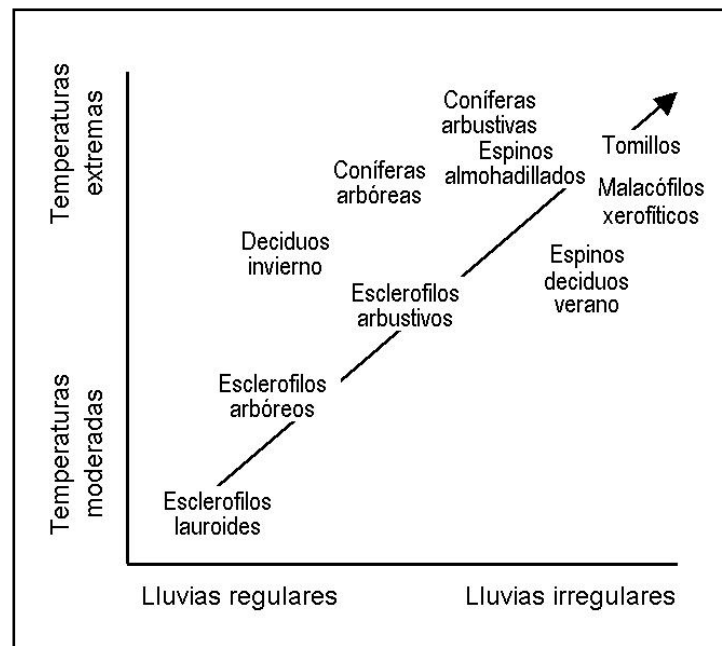 Temperaturas
extremas
Temperaturas
moderadas
Coníferas
arbustivas
Espinos
almohadillados
Tomillos
Coníferas
arbóreas
Malacófilos
xerofíticos
Deciduos
invierno
Espinos
deciduos
verano
Esclerofilos
arbustivos
Esclerofilos
arbóreos
Esclerofilos
lauroides
Lluvias regulares
Lluvias irregulares